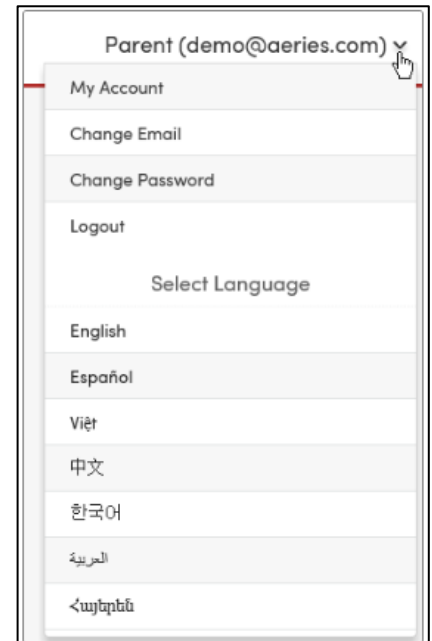 Parent (demo@aeries.com)
My Account
Change Email
Change Password
Logout
Select Language
English
Español
Việt
中文
한국어
العربية
Հայերեն